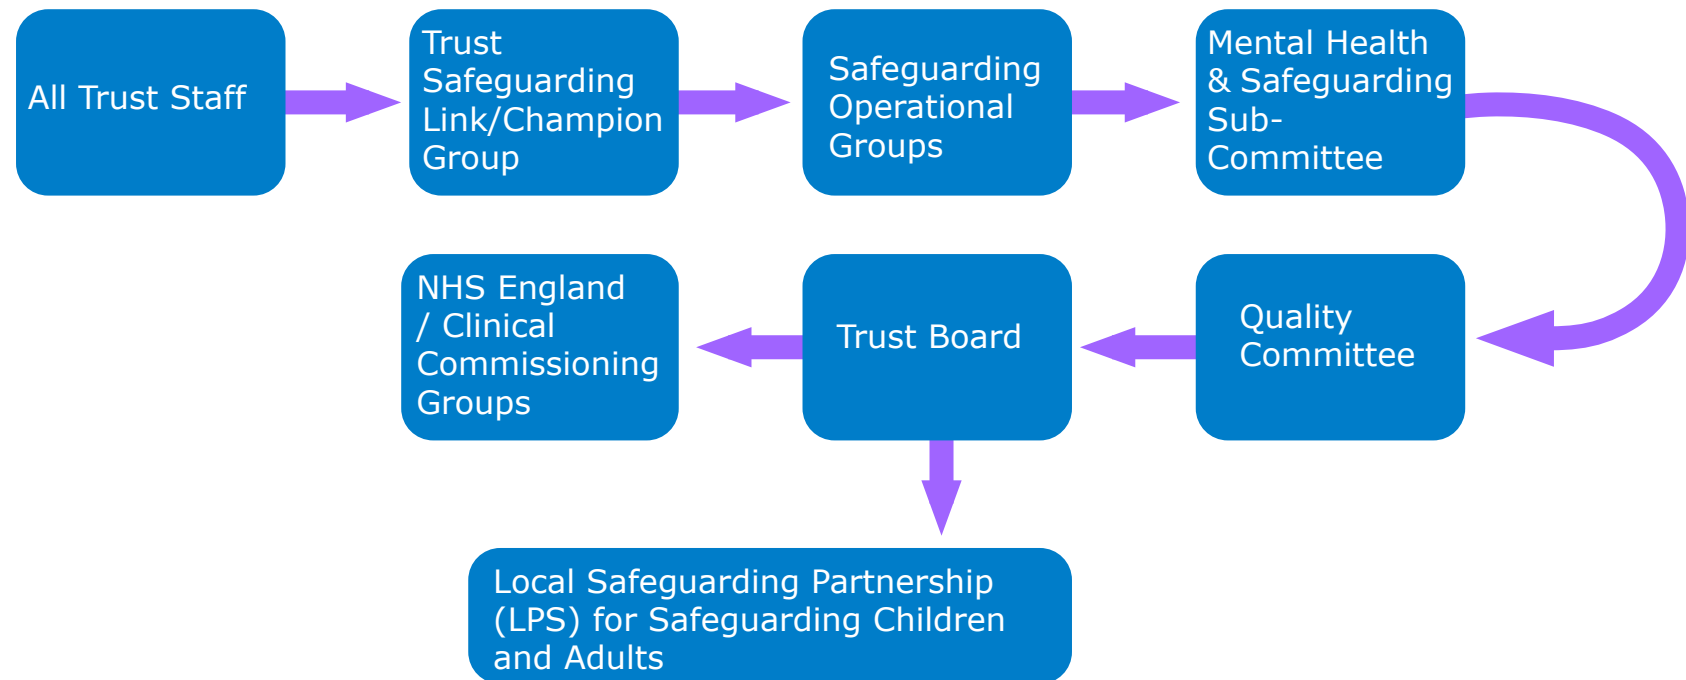 All Trust Staff
Trust
Safeguarding
Link/Champion
Group
Safeguarding
Operational
Groups
Mental Health
& Safeguarding
Sub-
Committee
NHS England
/ Clinical
Commissioning
Groups
Trust Board
Quality
Committee
Local Safeguarding Partnership
(LPS) for Safeguarding Children
and Adults